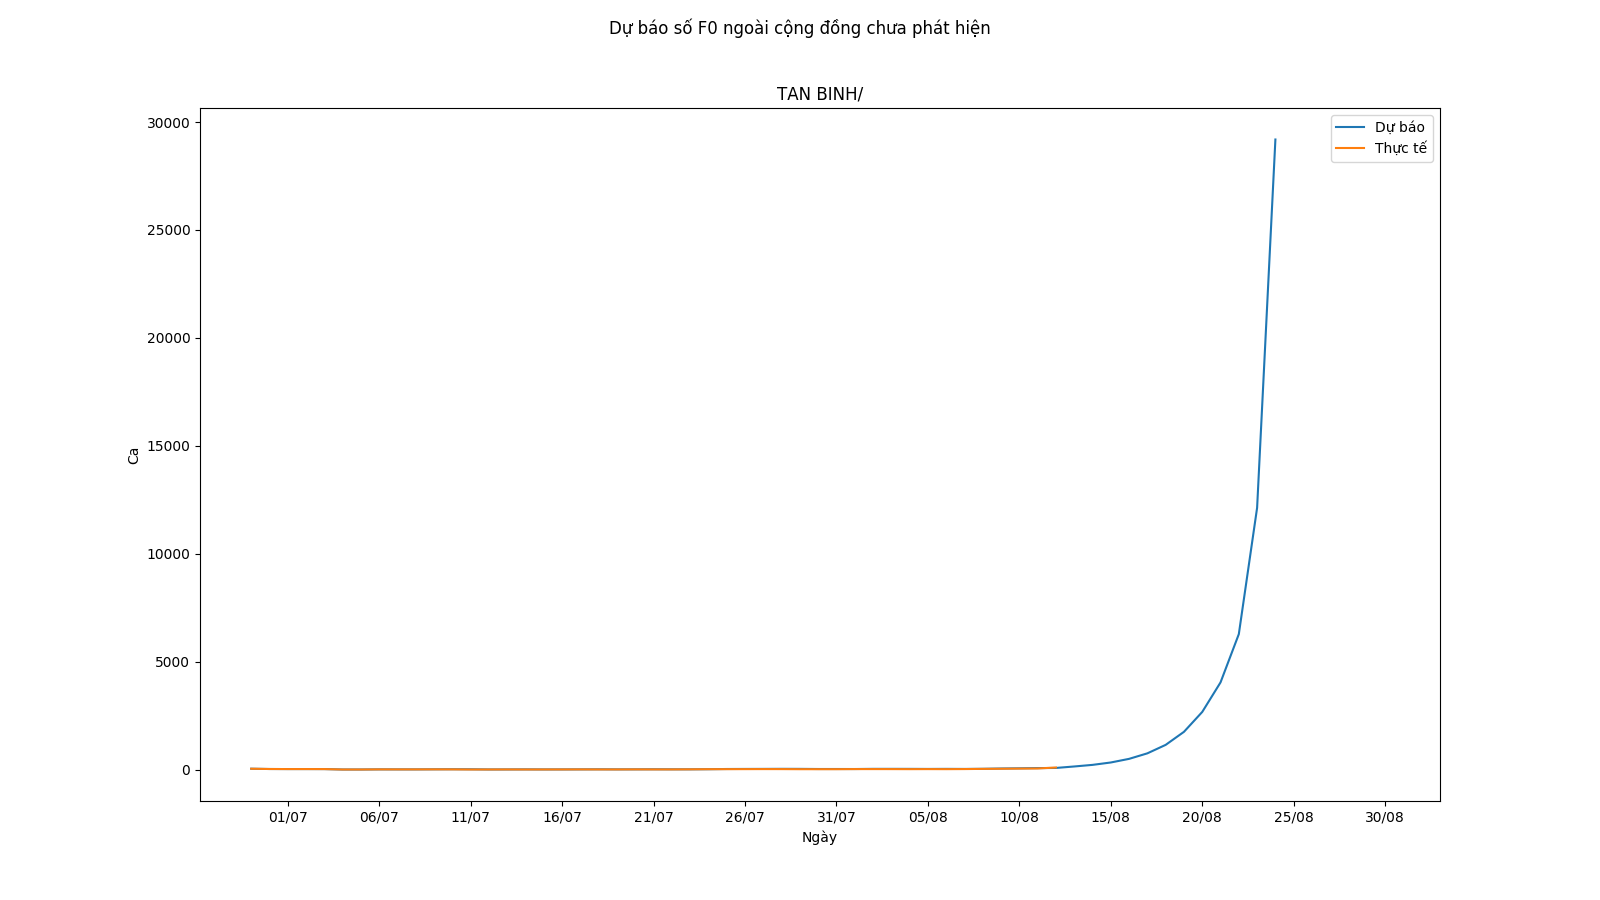 Dự báo số F0 ngoài cộng đồng chưa phát hiện
TAN BINH/
Dự báo
Thực tế
30000
25000
20000
15000
10000
5000
0
Ca
01/07 06/07 11/07 16/07 21/07 26/07 31/07 05/08 10/08 15/08 20/08 25/08 30/08
Ngày